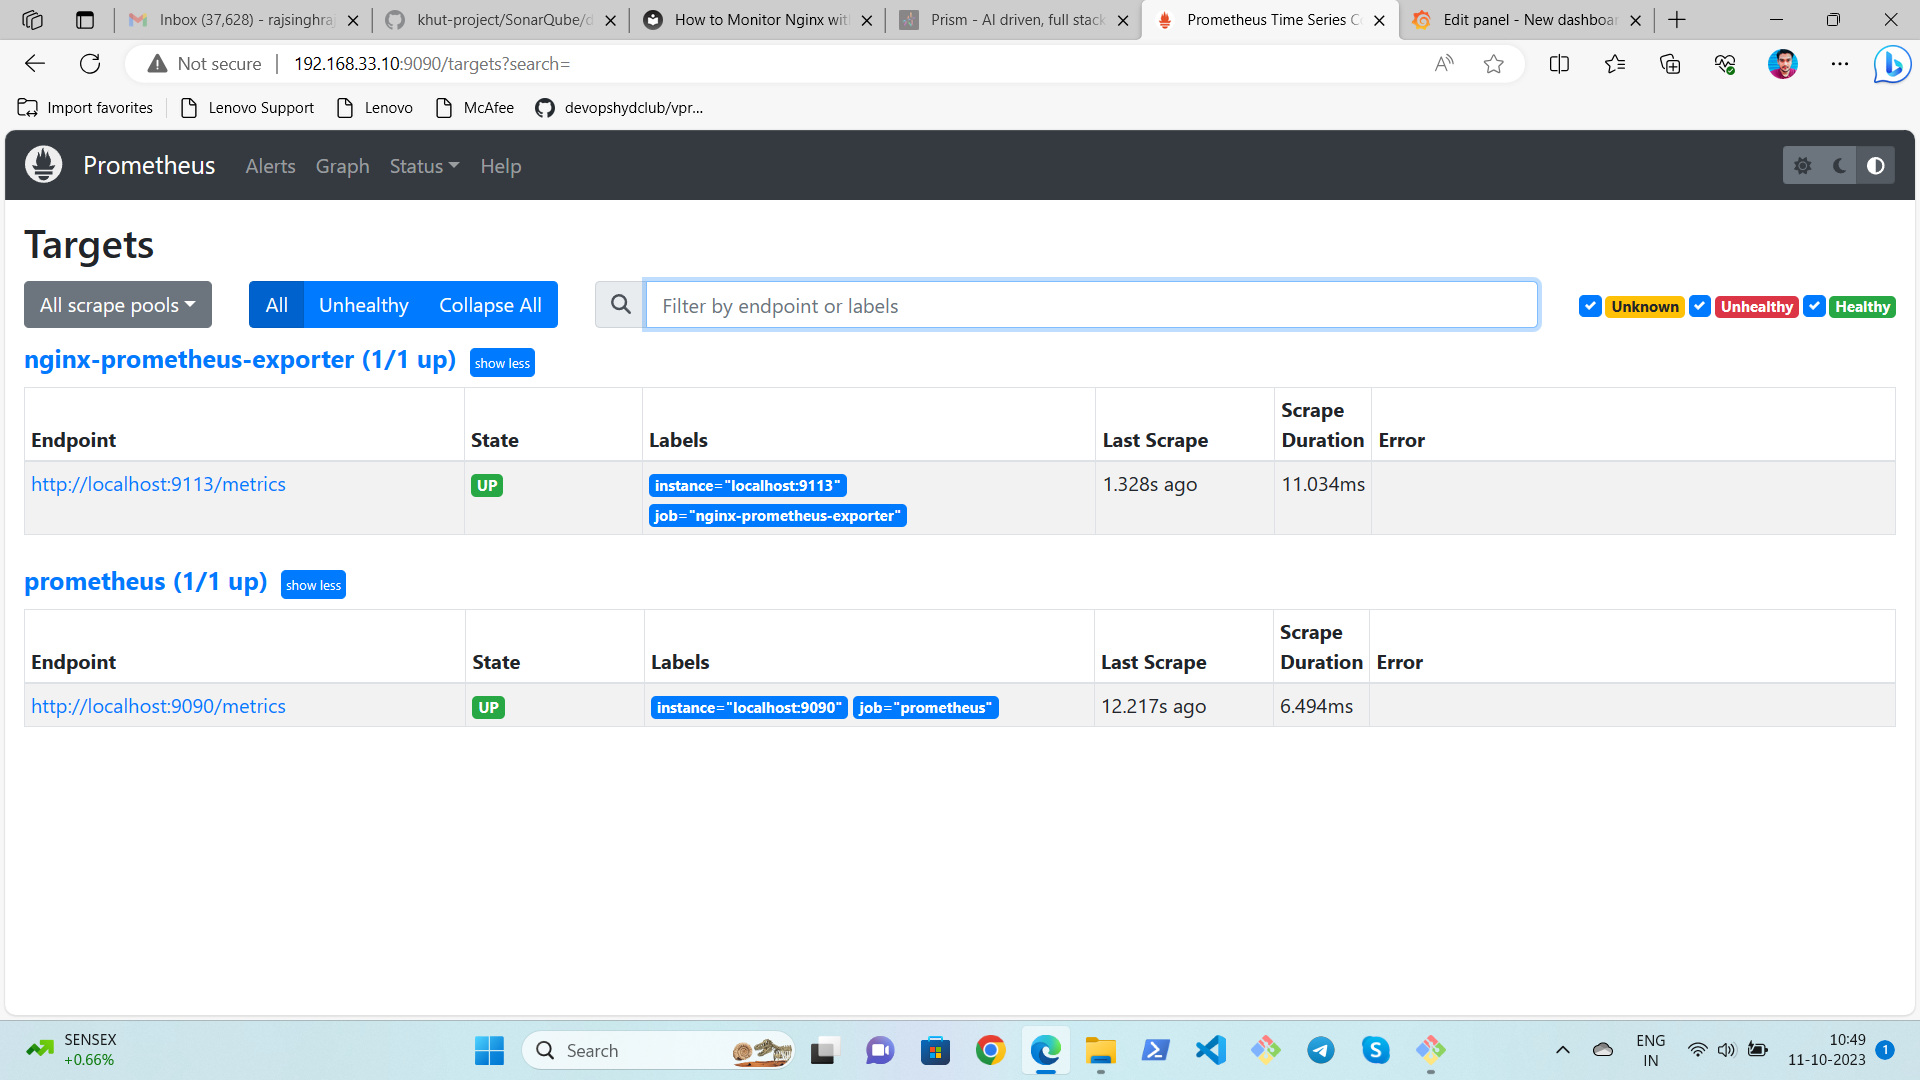 Inbox (37,628) - rajsinghraj
khut-project/SonarQube/d
How to Monitor Nginx with
Prism - AI driven, full stack
Prometheus Time Series Co
Edit panel - New dashboar
Not secure
192.168.33.10:9090/targets?search=
Import favorites
Lenovo Support
Lenovo
McAfee
devopshydclub/vpr...
Prometheus
Alerts
Graph
Status
Help
Targets
All scrape pools
All
Unhealthy
Collapse All
Filter by endpoint or labels
Unknown
Unhealthy
Healthy
nginx-prometheus-exporter (1/1 up)
show less
Endpoint
State
Labels
Last Scrape
Scrape
Duration
Error
http://localhost:9113/metrics
UP
instance="localhost:9113"
job="nginx-prometheus-exporter"
1.328s ago
11.034ms
prometheus (1/1 up)
show less
Endpoint
State
Labels
Last Scrape
Scrape
Duration
Error
http://localhost:9090/metrics
UP
instance="localhost:9090"
job="prometheus"
12.217s ago
6.494ms
SENSEX
+0.66%
Search
ENG
IN
10:49
11-10-2023
1